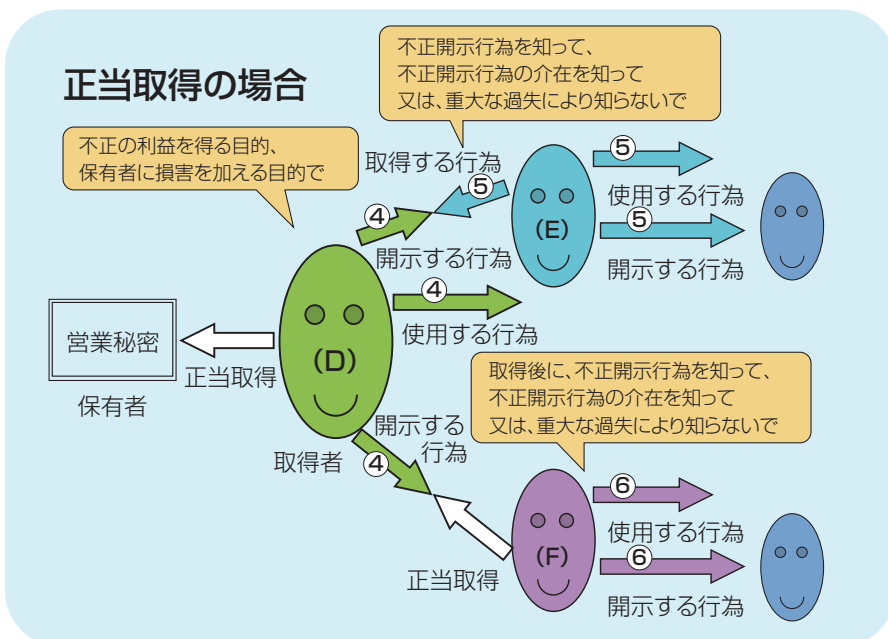 正当取得の場合
不正開示行為を知って、
不正開示行為の介在を知って
又は、重大な過失により知らないで
不正の利益を得る目的、
保有者に損害を加える目的で
取得する行為
⑤
④
開示する行為
(E)
⑤
使用する行為
⑤
開示する行為
④
使用する行為
営業秘密
保有者
正当取得
(D)
取得者
開示する
行為
④
取得後に、不正開示行為を知って、
不正開示行為の介在を知って
又は、重大な過失により知らないで
正当取得
(F)
⑥
使用する行為
⑥
開示する行為